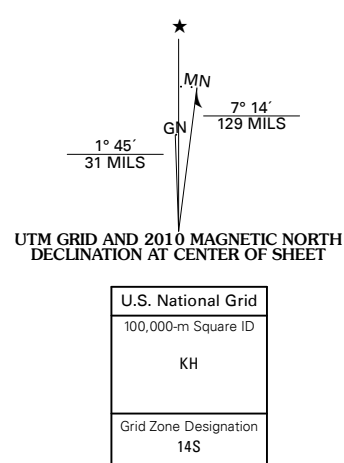 ★
MN
GN
7° 14´
129 MILS
1° 45´
31 MILS
UTM GRID AND 2010 MAGNETIC NORTH
DECLINATION AT CENTER OF SHEET
U.S. National Grid
100,000-m Square ID
KH
Grid Zone Designation
14S